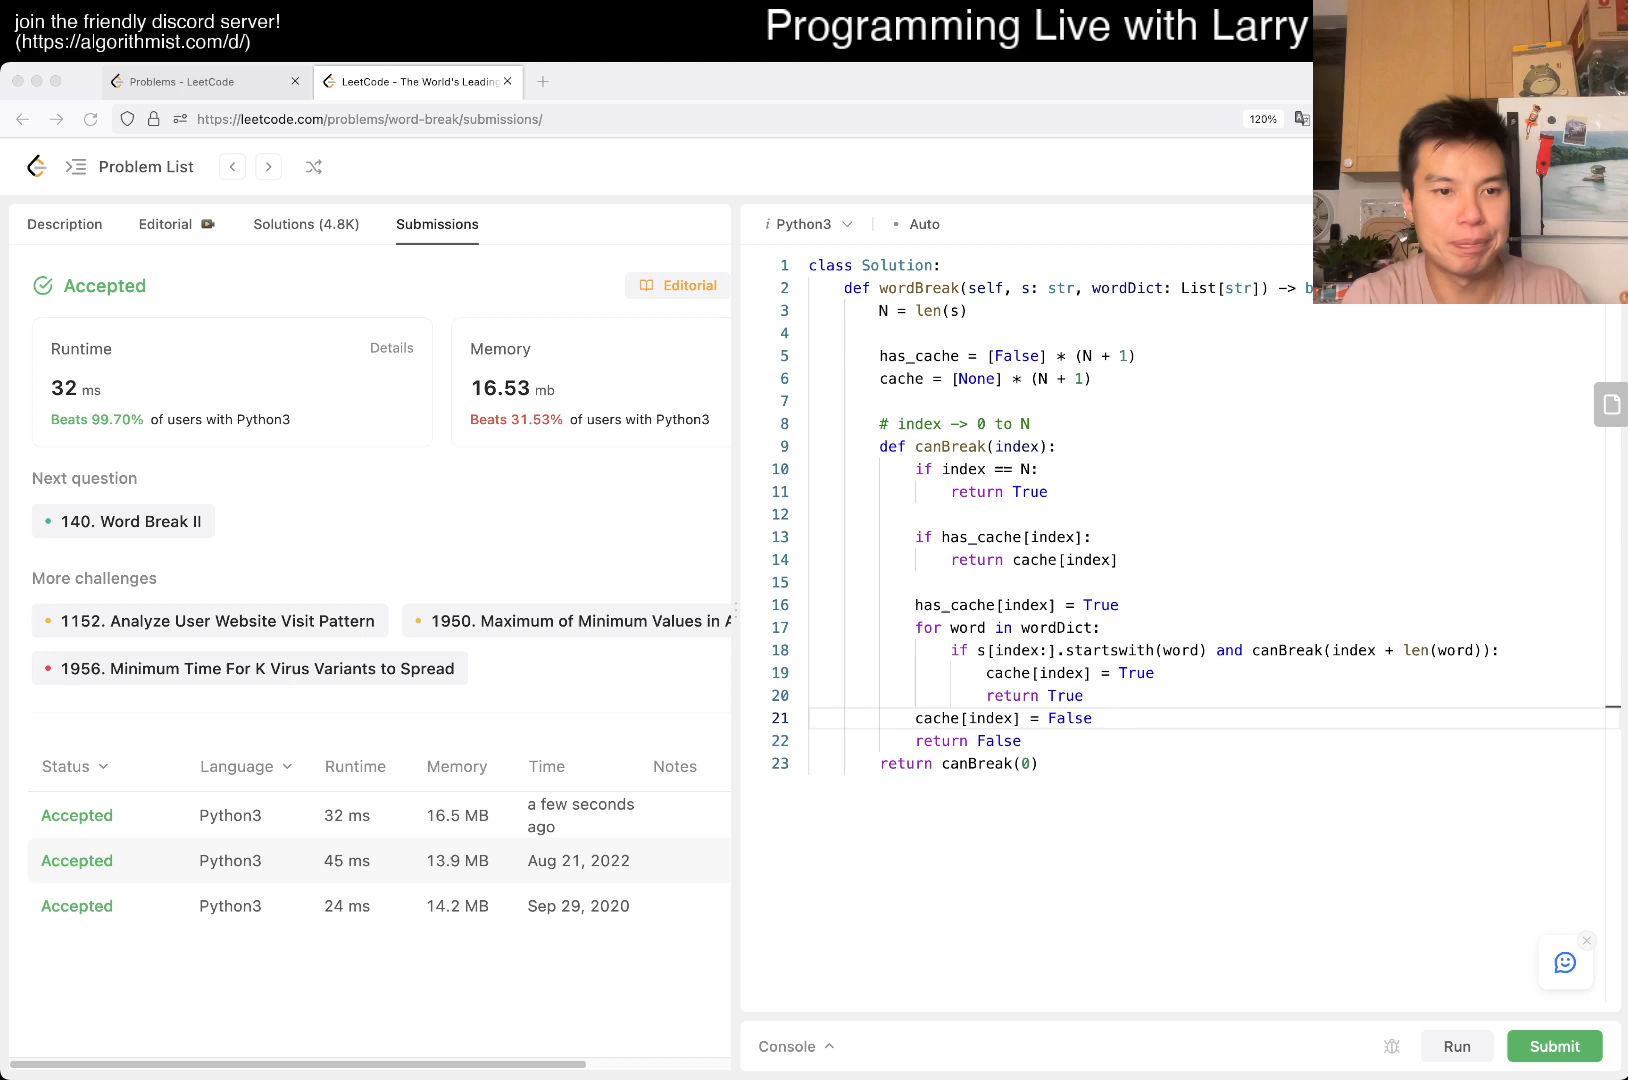 join the friendly discord server!
(https://algorithmist.com/d/)
Programming Live with Larry
Problems - LeetCode
LeetCode - The World's Leading
https://leetcode.com/problems/word-break/submissions/
120%
Problem List
Description
Editorial
Solutions (4.8K)
Submissions
Accepted
Editorial
Runtime
Details
32 ms
Beats 99.70% of users with Python3
Memory
16.53 mb
Beats 31.53% of users with Python3
Next question
140. Word Break II
More challenges
1152. Analyze User Website Visit Pattern
1950. Maximum of Minimum Values in A
1956. Minimum Time For K Virus Variants to Spread
Status Language Runtime Memory Time Notes
Accepted Python3 32 ms 16.5 MB a few seconds ago
Accepted Python3 45 ms 13.9 MB Aug 21, 2022
Accepted Python3 24 ms 14.2 MB Sep 29, 2020
i Python3
Auto
1 class Solution:
2 def wordBreak(self, s: str, wordDict: List[str]) -> b
3 N = len(s)
4
5 has_cache = [False] * (N + 1)
6 cache = [None] * (N + 1)
7
8 # index -> 0 to N
9 def canBreak(index):
10 if index == N:
11 return True
12
13 if has_cache[index]:
14 return cache[index]
15
16 has_cache[index] = True
17 for word in wordDict:
18 if s[index:].startswith(word) and canBreak(index + len(word)):
19 cache[index] = True
20 return True
21 cache[index] = False
22 return False
23 return canBreak(0)
Console
Run
Submit